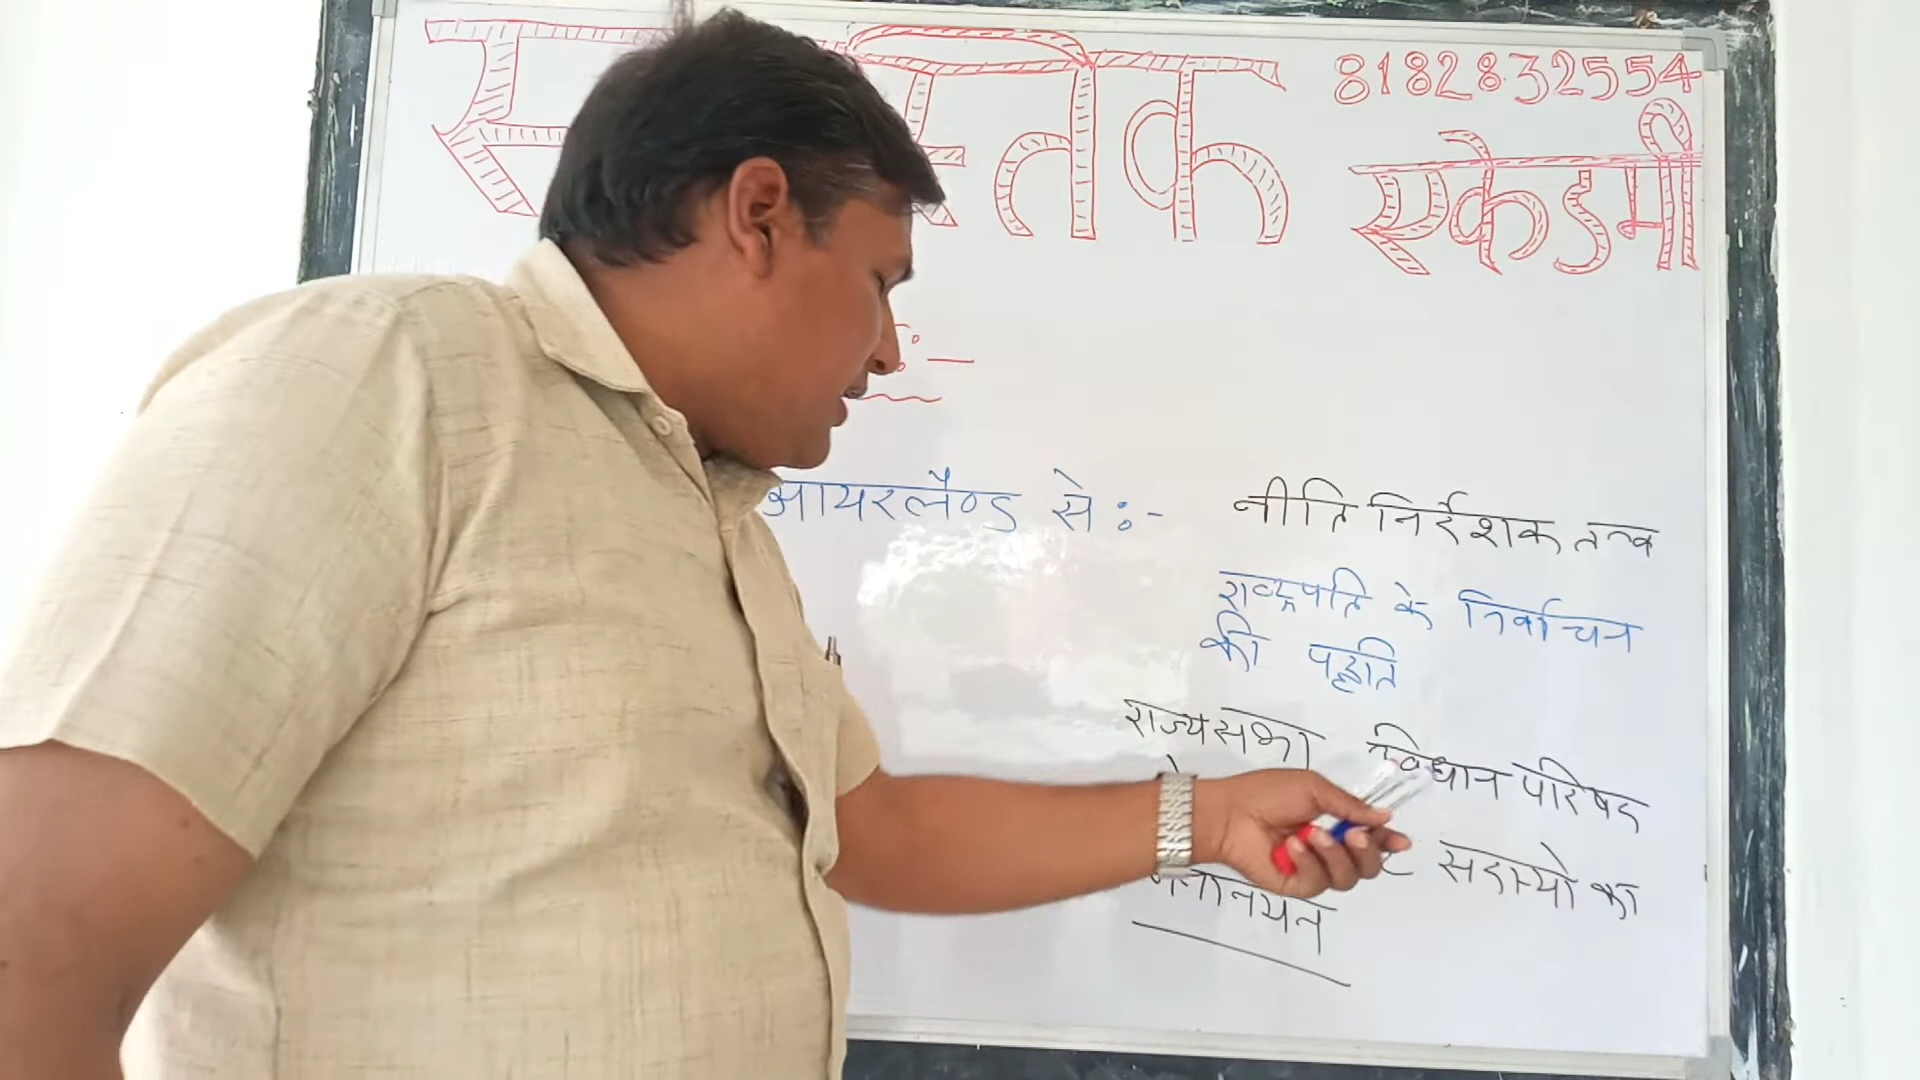 8182832554
एकेडमी
आयरलैण्ड से :- नीति निर्देशक तत्व
राष्ट्रपति के निर्वाचन
की पद्धति
राज्यसभा विधान परिषद
सदस्यो का
मनोनयन